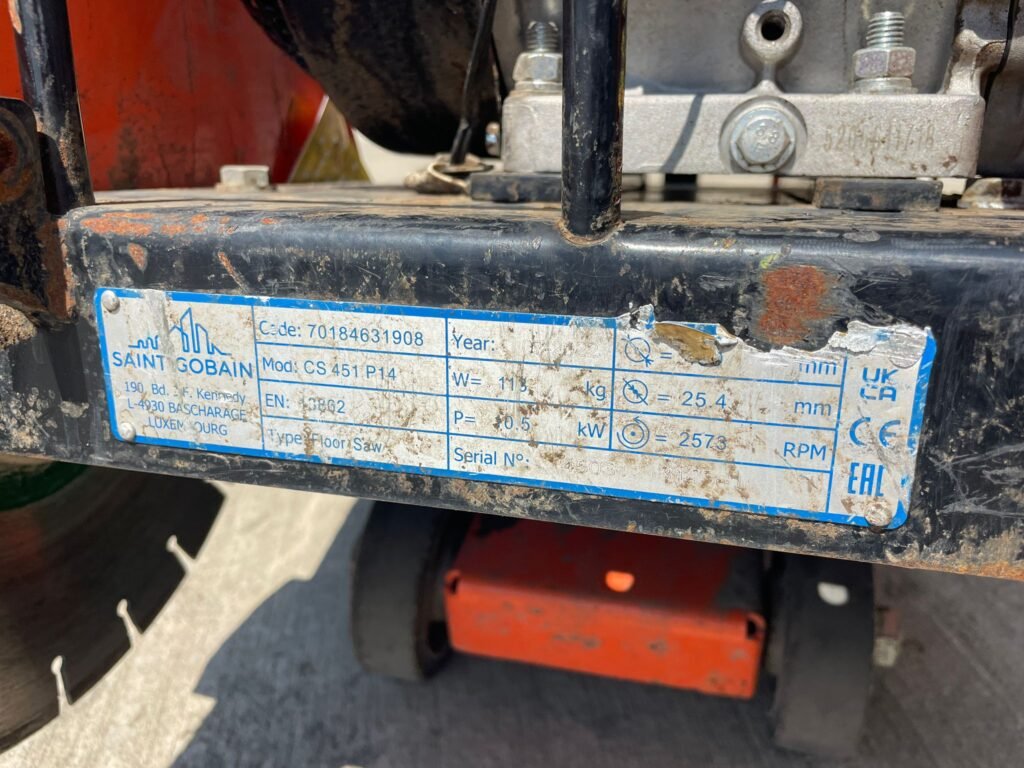 SAINT GOBAIN
190, Bd. J.F. Kennedy
L-4930 BASCHARAGE
LUXEMBOURG
Code: 70184631908
Mod: CS 451 P14
EN:
Type: Floor Saw
Year:
W= kg
P= kW
Serial N°.
= mm
= 25.4 mm
= 2573 RPM
UK
CA
CE
EAC